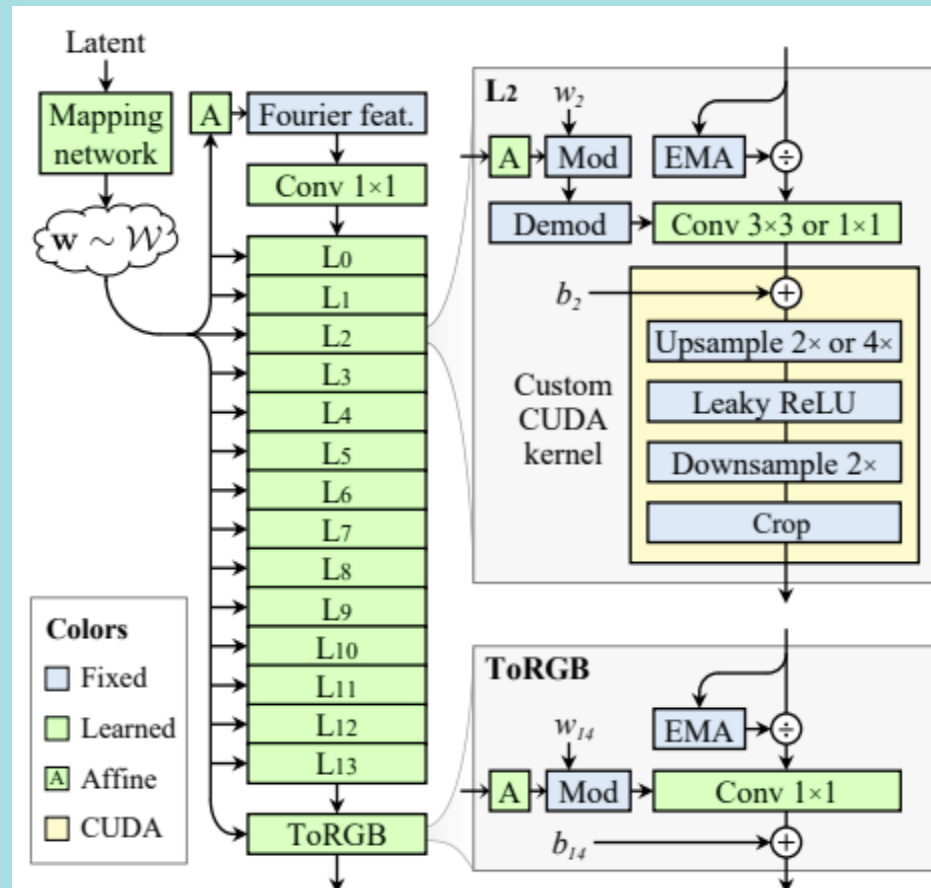 Latent
Mapping
network
w ∼ 𝒲
A
Fourier feat.
Conv 1×1
L0
L1
L2
L3
L4
L5
L6
L7
L8
L9
L10
L11
L12
L13
ToRGB
Colors
Fixed
Learned
A Affine
CUDA
L2
w2
A
Mod
EMA
÷
Demod
Conv 3×3 or 1×1
b2
+
Upsample 2× or 4×
Leaky ReLU
Downsample 2×
Crop
Custom
CUDA
kernel
ToRGB
w14
EMA
÷
A
Mod
Conv 1×1
b14
+